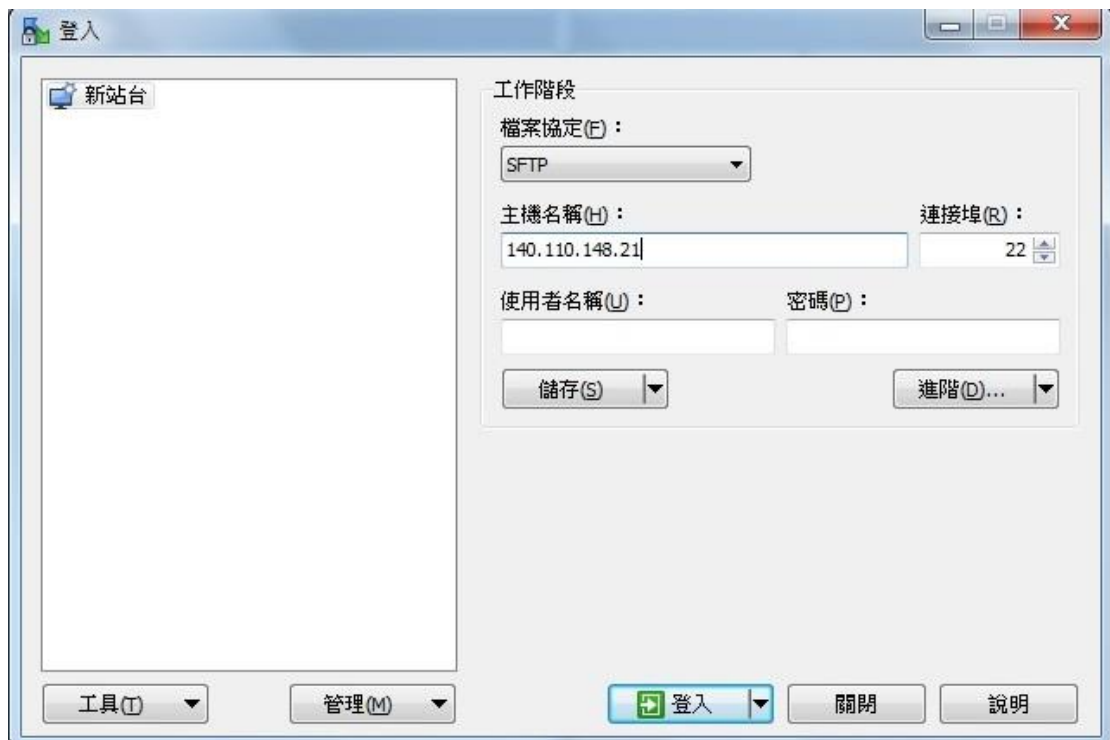 登入
新站台
工作階段
檔案協定(F)：
SFTP
主機名稱(H)：
連接埠(R)：
140.110.148.21
22
使用者名稱(U)：
密碼(P)：
儲存(S)
進階(D)...
工具(T)
管理(M)
登入
關閉
說明